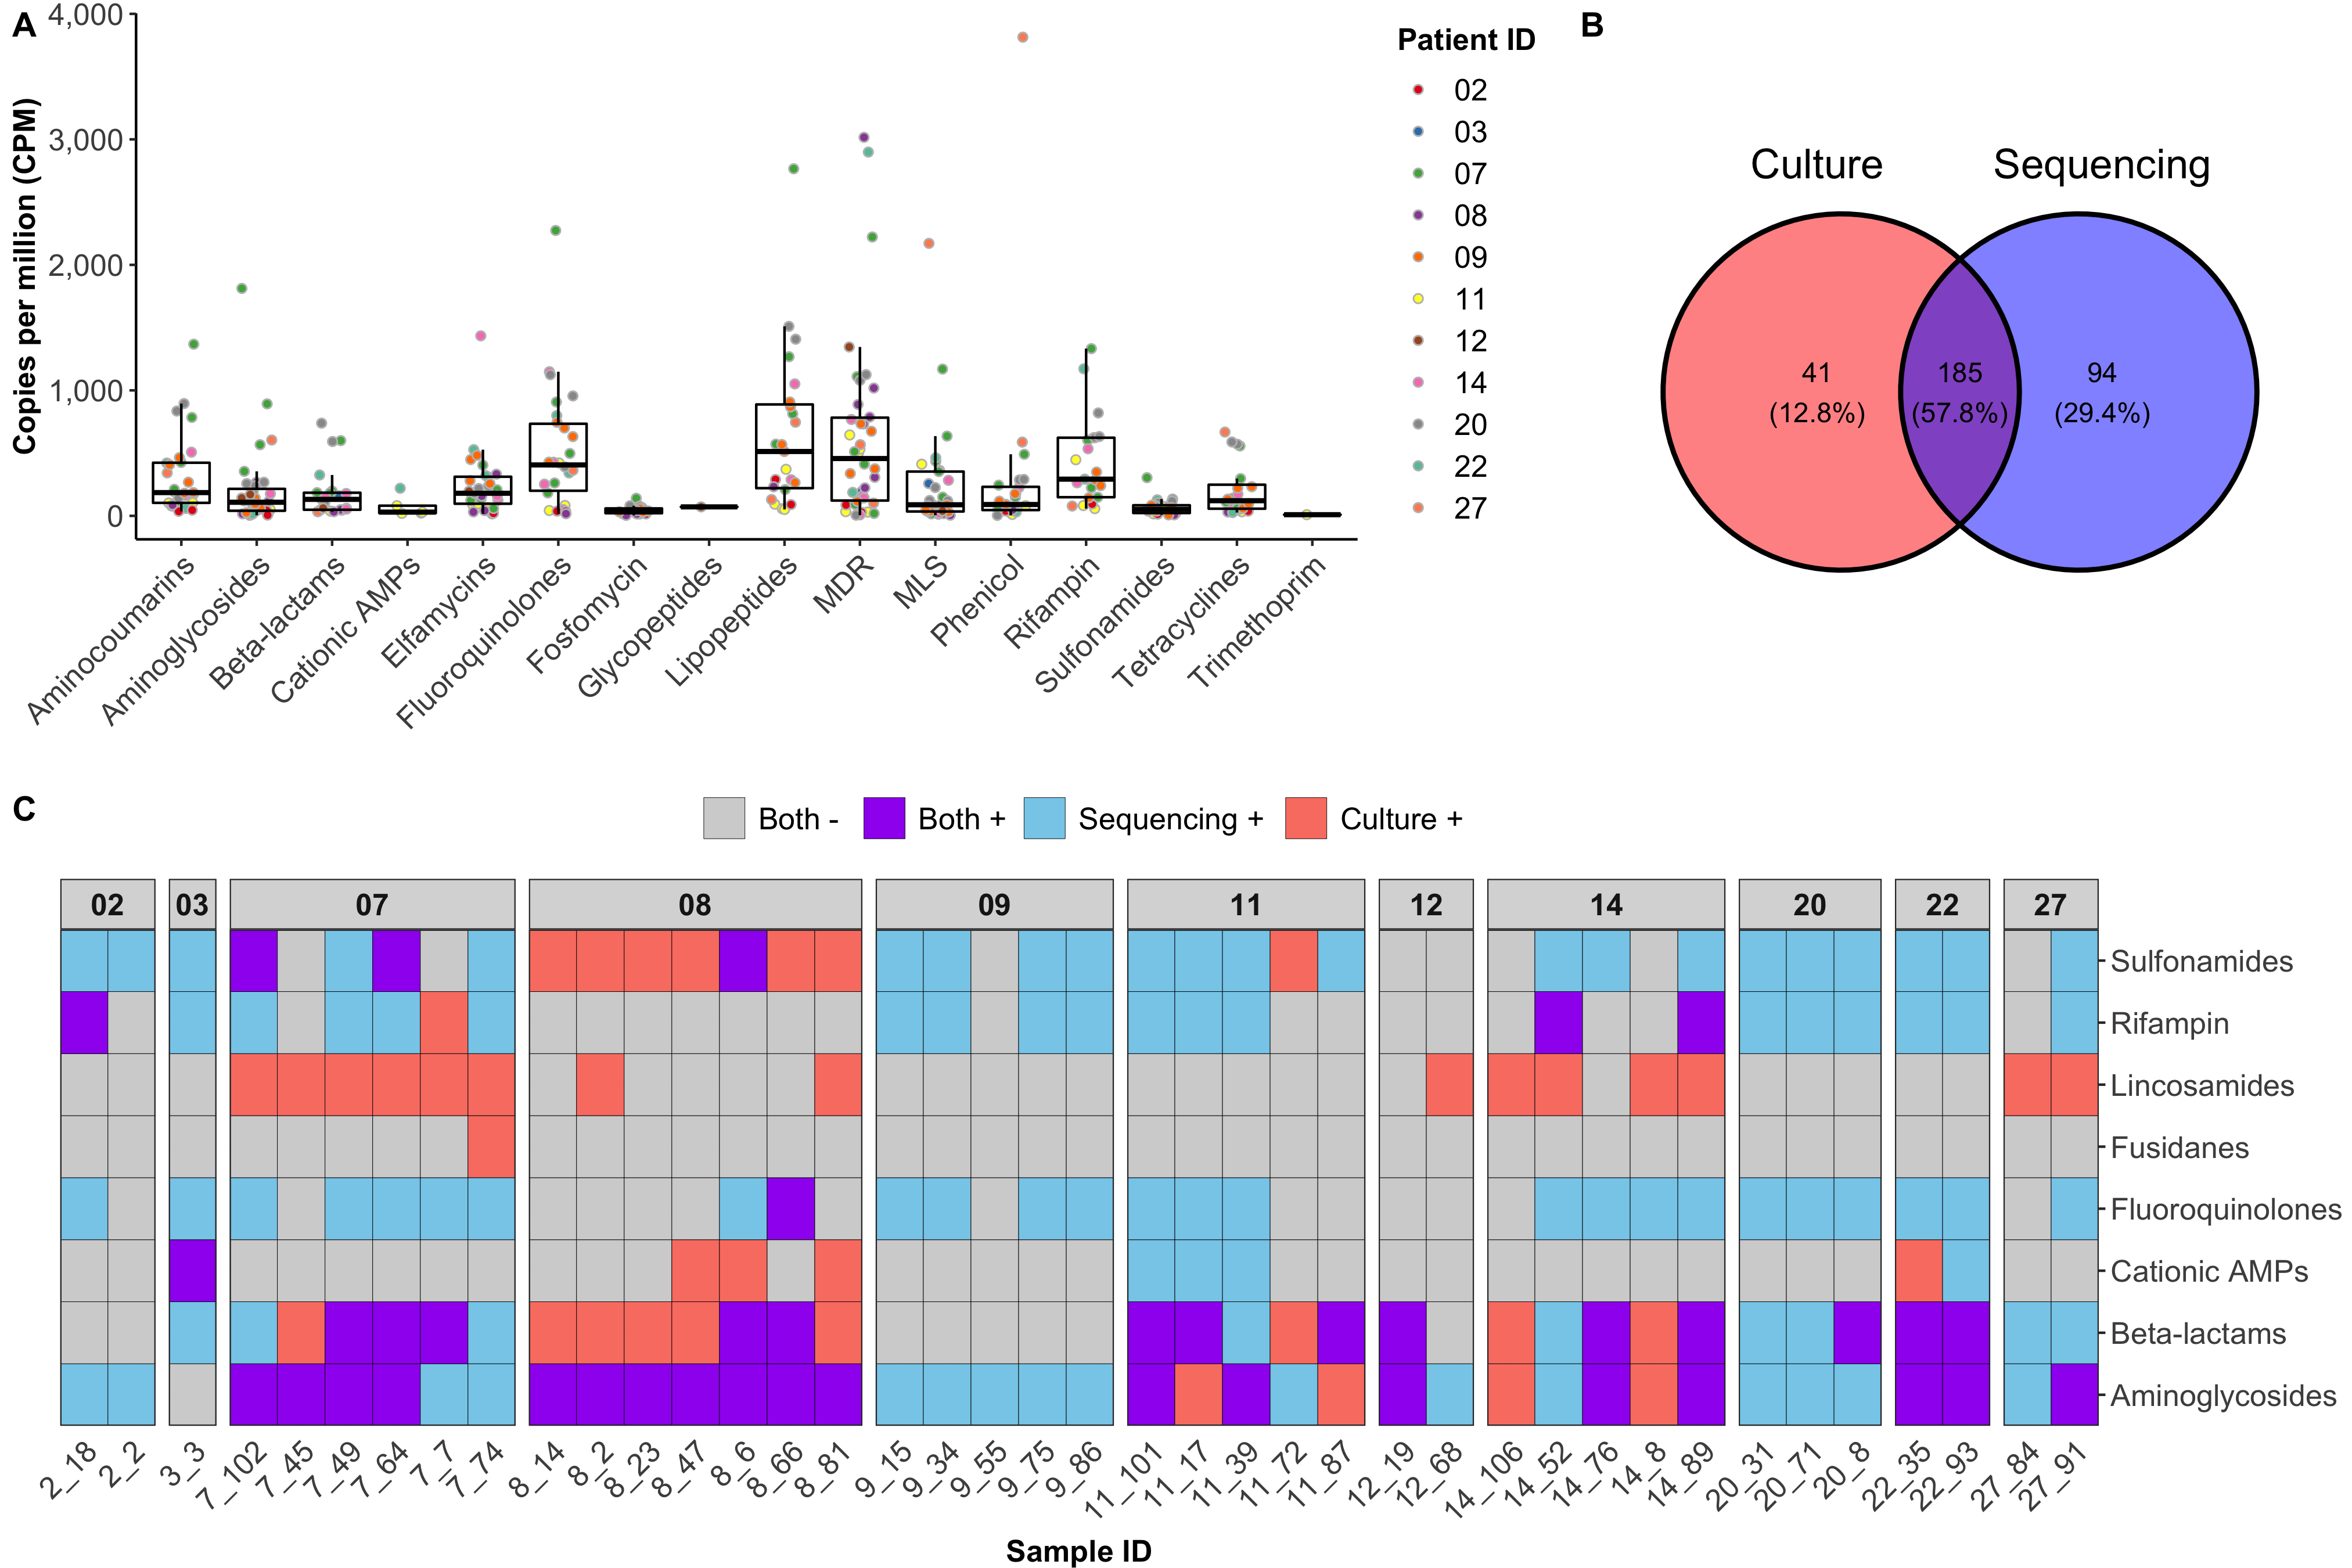 A
4,000
3,000
2,000
1,000
0
Copies per million (CPM)
Aminocoumarins
Aminoglycosides
Beta-lactams
Cationic AMPs
Elfamycins
Fluoroquinolones
Fosfomycin
Glycopeptides
Lipopeptides
MDR
MLS
Phenicol
Rifampin
Sulfonamides
Tetracyclines
Trimethoprim
Patient ID
02
03
07
08
09
11
12
14
20
22
27
B
Culture Sequencing
41 185 94
(12.8%) (57.8%) (29.4%)
C
Both - Both + Sequencing + Culture +
02 03 07 08 09 11 12 14 20 22 27
Sulfonamides
Rifampin
Lincosamides
Fusidanes
Fluoroquinolones
Cationic AMPs
Beta-lactams
Aminoglycosides
2_18
2_2
3_3
7_102
7_45
7_49
7_64
7_7
7_74
8_14
8_2
8_23
8_47
8_6
8_66
8_81
9_15
9_34
9_55
9_75
9_86
11_101
11_17
11_39
11_72
11_87
12_19
12_68
14_106
14_52
14_76
14_8
14_89
20_31
20_71
20_8
22_35
22_93
27_84
27_91
Sample ID